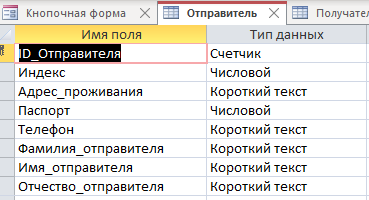 Кнопочная форма Отправитель Получател
Имя поля Тип данных
ID_Отправителя Счетчик
Индекс Числовой
Адрес_проживания Короткий текст
Паспорт Числовой
Телефон Короткий текст
Фамилия_отправителя Короткий текст
Имя_отправителя Короткий текст
Отчество_отправителя Короткий текст